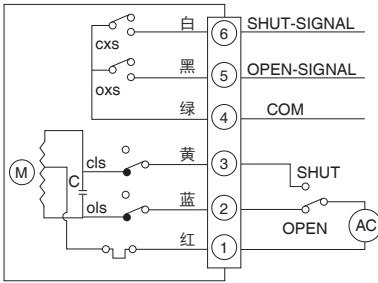 白 6 SHUT-SIGNAL
cxs
黑 5 OPEN-SIGNAL
oxs
绿 4 COM
黄 3 SHUT
cls
M C
蓝 2 OPEN AC
ols
红 1